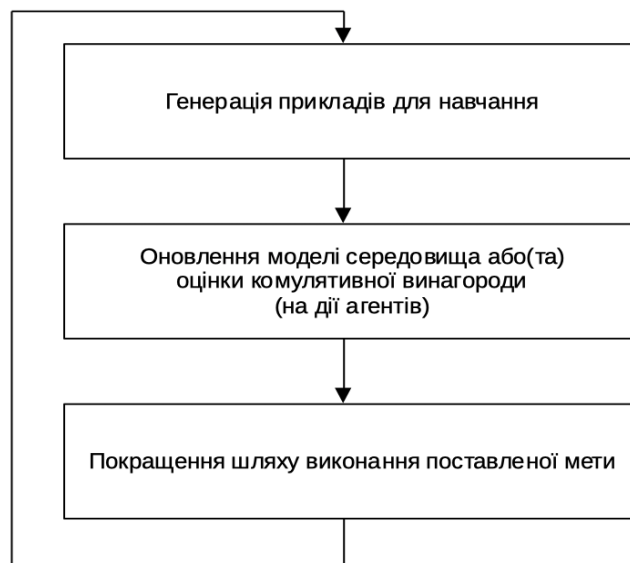 Генерація прикладів для навчання
Оновлення моделі середовища або(та)
оцінки комулятивної винагороди
(на дії агентів)
Покращення шляху виконання поставленої мети